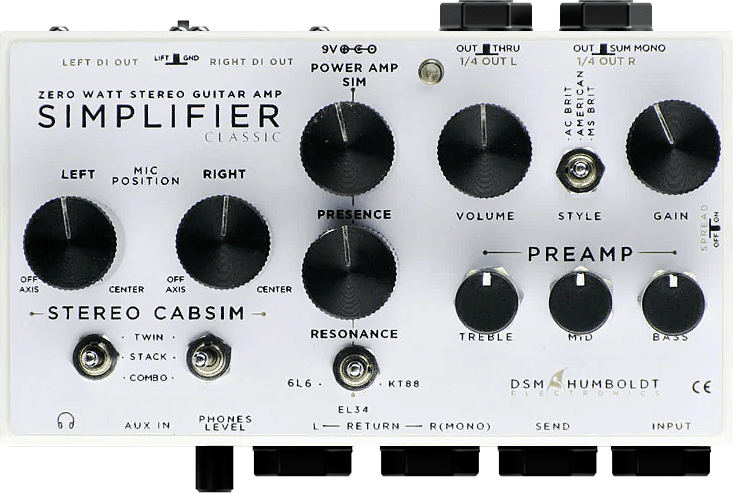 LEFT DI OUT
LIFT GND
RIGHT DI OUT
9V
OUT THRU
1/4 OUT L
OUT SUM MONO
1/4 OUT R
ZERO WATT STEREO GUITAR AMP
SIMPLIFIER
CLASSIC
POWER AMP
SIM
AC BRIT
AMERICAN
MS BRIT
LEFT
MIC
POSITION
RIGHT
PRESENCE
VOLUME
STYLE
GAIN
SPREAD
OFF ON
PREAMP
OFF
AXIS
CENTER
OFF
AXIS
CENTER
STEREO CABSIM
RESONANCE
TREBLE
MID
BASS
TWIN
STACK
COMBO
6L6
KT88
EL34
DSM HUMBOLDT
ELECTRONICS
CE
AUX IN
PHONES
LEVEL
L RETURN R(MONO)
SEND
INPUT